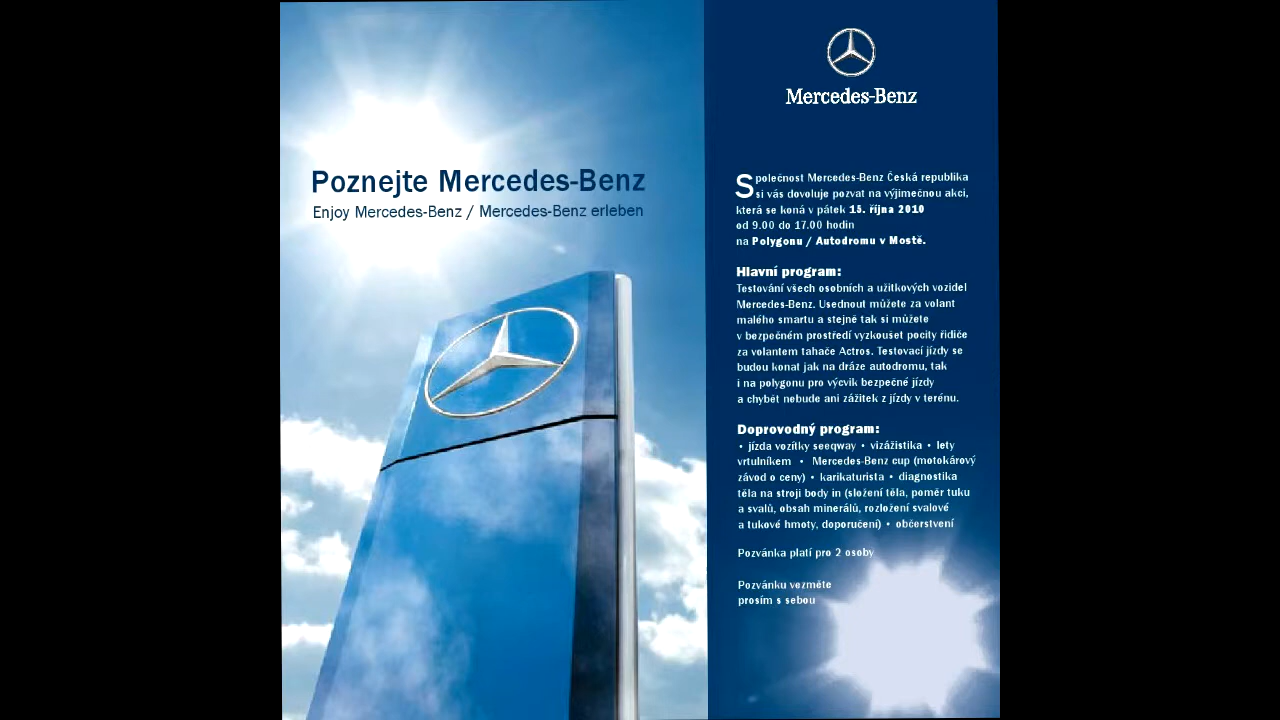 Poznejte Mercedes-Benz
Enjoy Mercedes-Benz / Mercedes-Benz erleben
Mercedes-Benz
Společnost Mercedes-Benz Česká republika
si vás dovoluje pozvat na výjimečnou akci,
která se koná v pátek 15. října 2010
od 9.00 do 17.00 hodin
na Polygonu / Autodromu v Mostě.
Hlavní program:
Testování všech osobních a užitkových vozidel
Mercedes-Benz. Usednout můžete za volant
malého smartu a stejně tak si můžete
v bezpečném prostředí vyzkoušet pocity řidiče
za volantem tahače Actros. Testovací jízdy se
budou konat jak na dráze autodromu, tak
i na polygonu pro výcvik bezpečné jízdy
a chybět nebude ani zážitek z jízdy v terénu.
Doprovodný program:
• jízda vozítky seeqway • vizážistika • lety
vrtulníkem • Mercedes-Benz cup (motokárový
závod o ceny) • karikaturista • diagnostika
těla na stroji body in (složení těla, poměr tuku
a svalů, obsah minerálů, rozložení svalové
a tukové hmoty, doporučení) • občerstvení
Pozvánka platí pro 2 osoby
Pozvánku vezměte
prosím s sebou